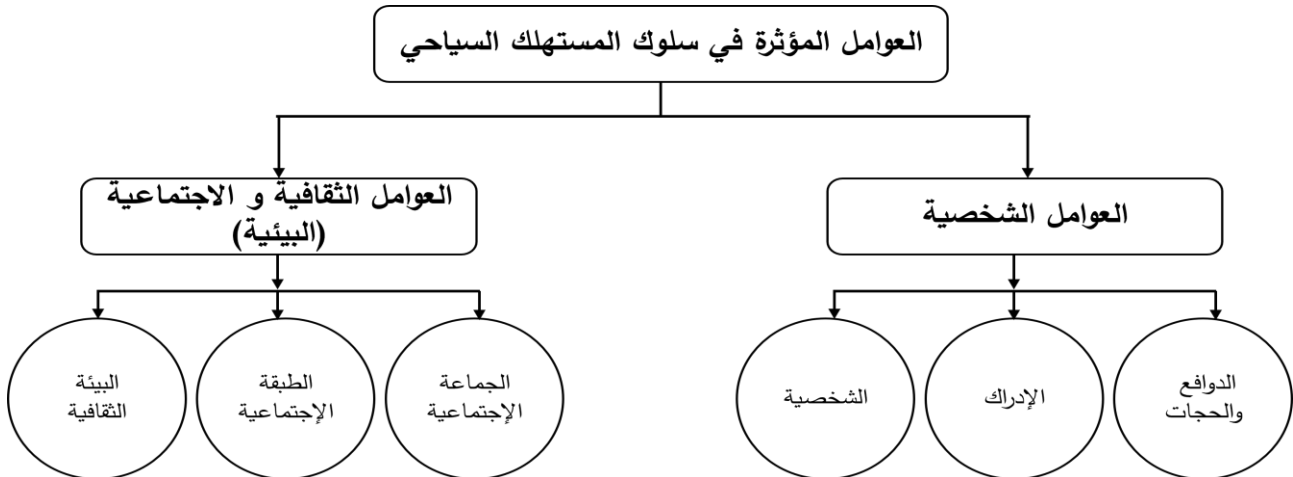 العوامل المؤثرة في سلوك المستهلك السياحي
العوامل الشخصية
العوامل الثقافية و الاجتماعية
(البيئية)
الدوافع
والحجات
الإدراك
الشخصية
الجماعة
الإجتماعية
الطبقة
الإجتماعية
البيئة
الثقافية